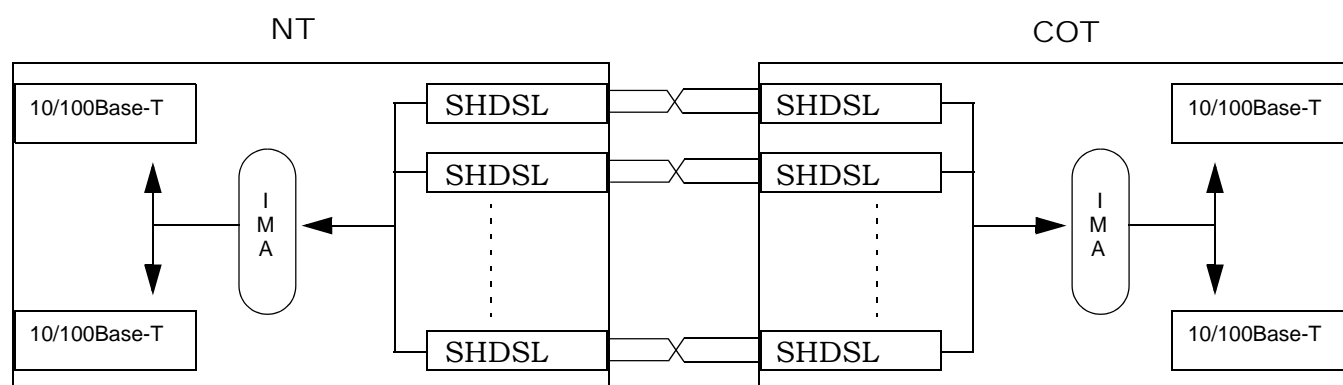 NT
COT
10/100Base-T
SHDSL
SHDSL
10/100Base-T
SHDSL
SHDSL
I
M
A
I
M
A
10/100Base-T
SHDSL
SHDSL
10/100Base-T